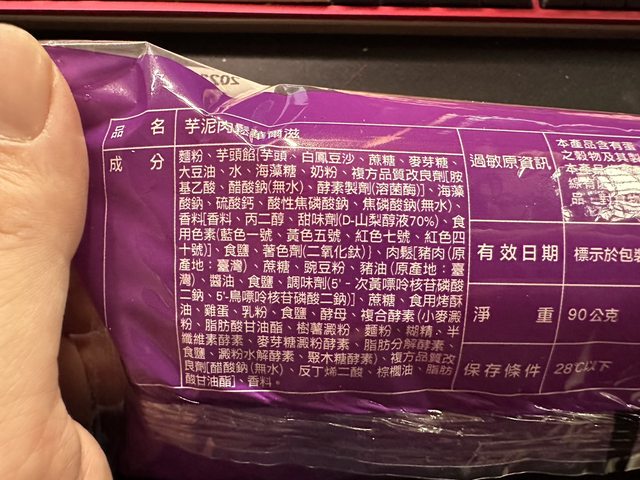 品名 芋泥肉鬆華爾滋
成分
麵粉、芋頭餡{芋頭、白鳳豆沙、蔗糖、麥芽糖、
大豆油、水、海藻糖、奶粉、複方品質改良劑[胺
基乙酸、醋酸鈉(無水)、酵素製劑(溶菌酶)]、海藻
酸鈉、硫酸鈣、酸性焦磷酸鈉、焦磷酸鈉(無水)、
香料[香料、丙二醇、甜味劑(D-山梨醇液70%)、食
用色素(藍色一號、黃色五號、紅色七號、紅色四
十號)]、食鹽、著色劑(二氧化鈦)}、肉鬆[豬肉(原
產地：臺灣)、蔗糖、豌豆粉、豬油(原產地：臺
灣)、醬油、食鹽、調味劑(5'-次黃嘌呤核苷磷酸
二鈉、5'-鳥嘌呤核苷磷酸二鈉)]、蔗糖、食用烤酥
油、雞蛋、乳粉、食鹽、酵母、複合酵素(小麥澱
粉、脂肪酸甘油酯、樹薯澱粉、麵粉、糊精、半
纖維素酵素、麥芽糖澱粉酵素、脂肪分解酵素、
食鹽、澱粉水解酵素、聚木糖酵素)、複方品質改
良劑[醋酸鈉(無水)、反丁烯二酸、棕櫚油、脂肪
酸甘油酯]、香料。
過敏原資訊
本產品含有蛋
之穀物及其製
有效日期 標示於包裝
淨重 90公克
保存條件 28℃以下